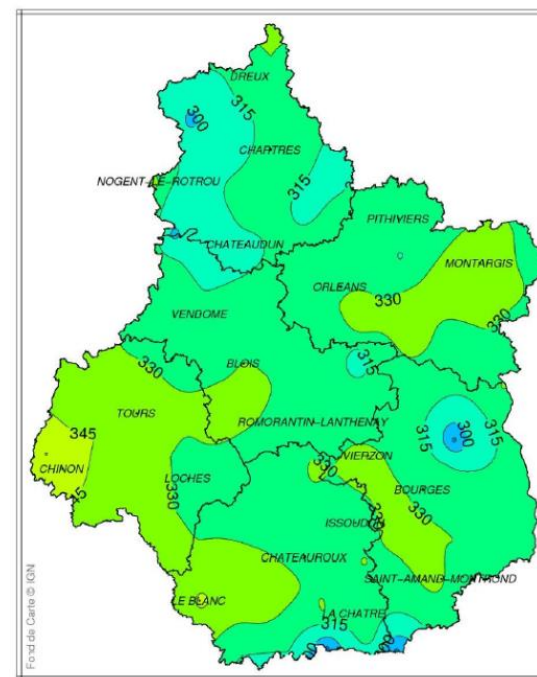 DREUX
315
300
CHARTRES
NOGENT-LE-ROTROU
315
PITHIVIERS
CHATEAUDUN
MONTARGIS
ORLEANS
330
VENDOME
330
330
BLOIS
315
TOURS
ROMORANTIN-LANTHENAY
345
315
300
315
VIERZON
CHINON
330
LOCHES
330
BOURGES
330
330
ISSOUDUN
CHATEAUROUX
SAINT-AMAND-MONTROND
LE BLANC
LA CHATRE
315
Fond de Carte © IGN